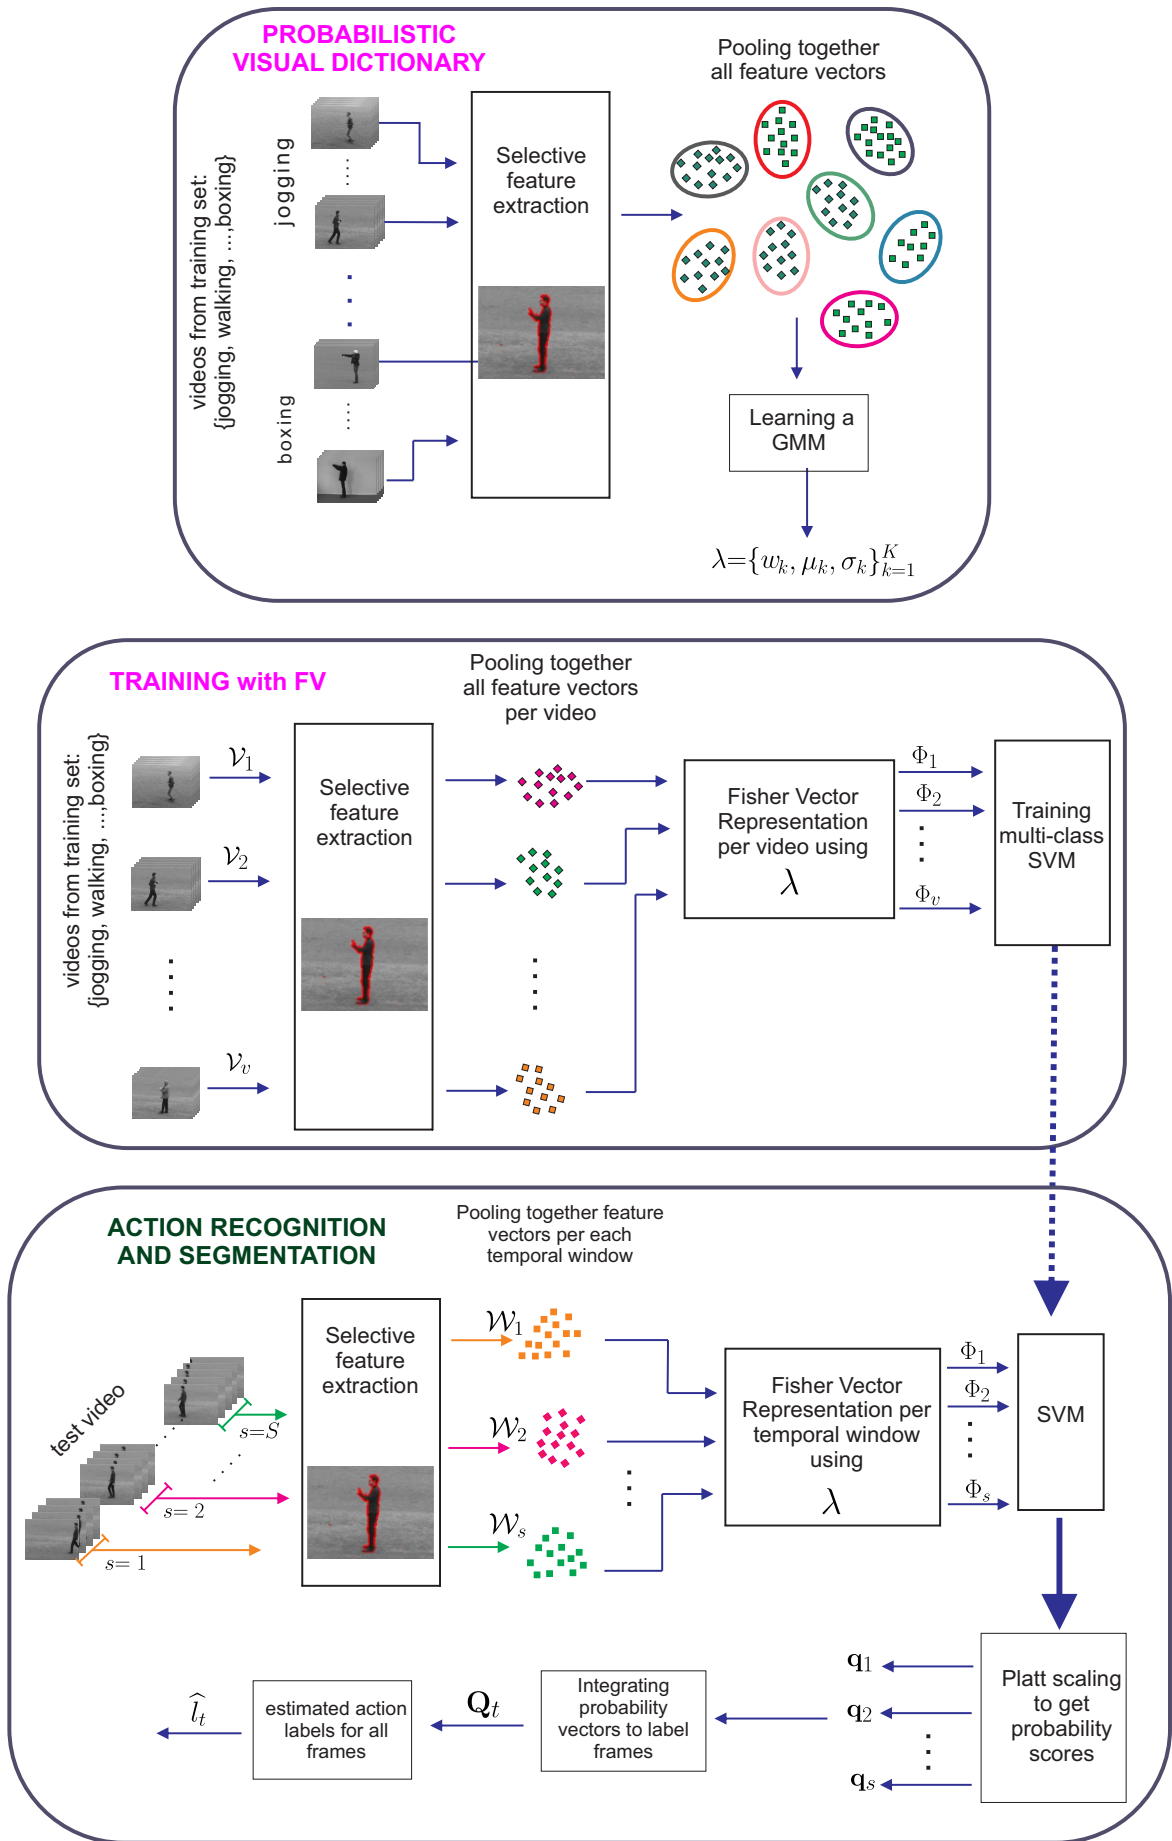 PROBABILISTIC
VISUAL DICTIONARY
Pooling together
all feature vectors
videos from training set:
{jogging, walking, ...,boxing}
jogging
boxing
Selective
feature
extraction
Learning a
GMM
λ={w_k, μ_k, σ_k}_{k=1}^K
TRAINING with FV
Pooling together
all feature vectors
per video
videos from training set:
{jogging, walking, ...,boxing}
𝒱_1
𝒱_2
𝒱_v
Selective
feature
extraction
Fisher Vector
Representation
per video using
λ
Φ_1
Φ_2
Φ_v
Training
multi-class
SVM
ACTION RECOGNITION
AND SEGMENTATION
Pooling together feature
vectors per each
temporal window
test video
s=S
s= 2
s= 1
Selective
feature
extraction
𝒲_1
𝒲_2
𝒲_s
Fisher Vector
Representation per
temporal window
using
λ
Φ_1
Φ_2
Φ_s
SVM
Platt scaling
to get
probability
scores
q_1
q_2
q_s
Integrating
probability
vectors to label
frames
Q_t
estimated action
labels for all
frames
l̂_t